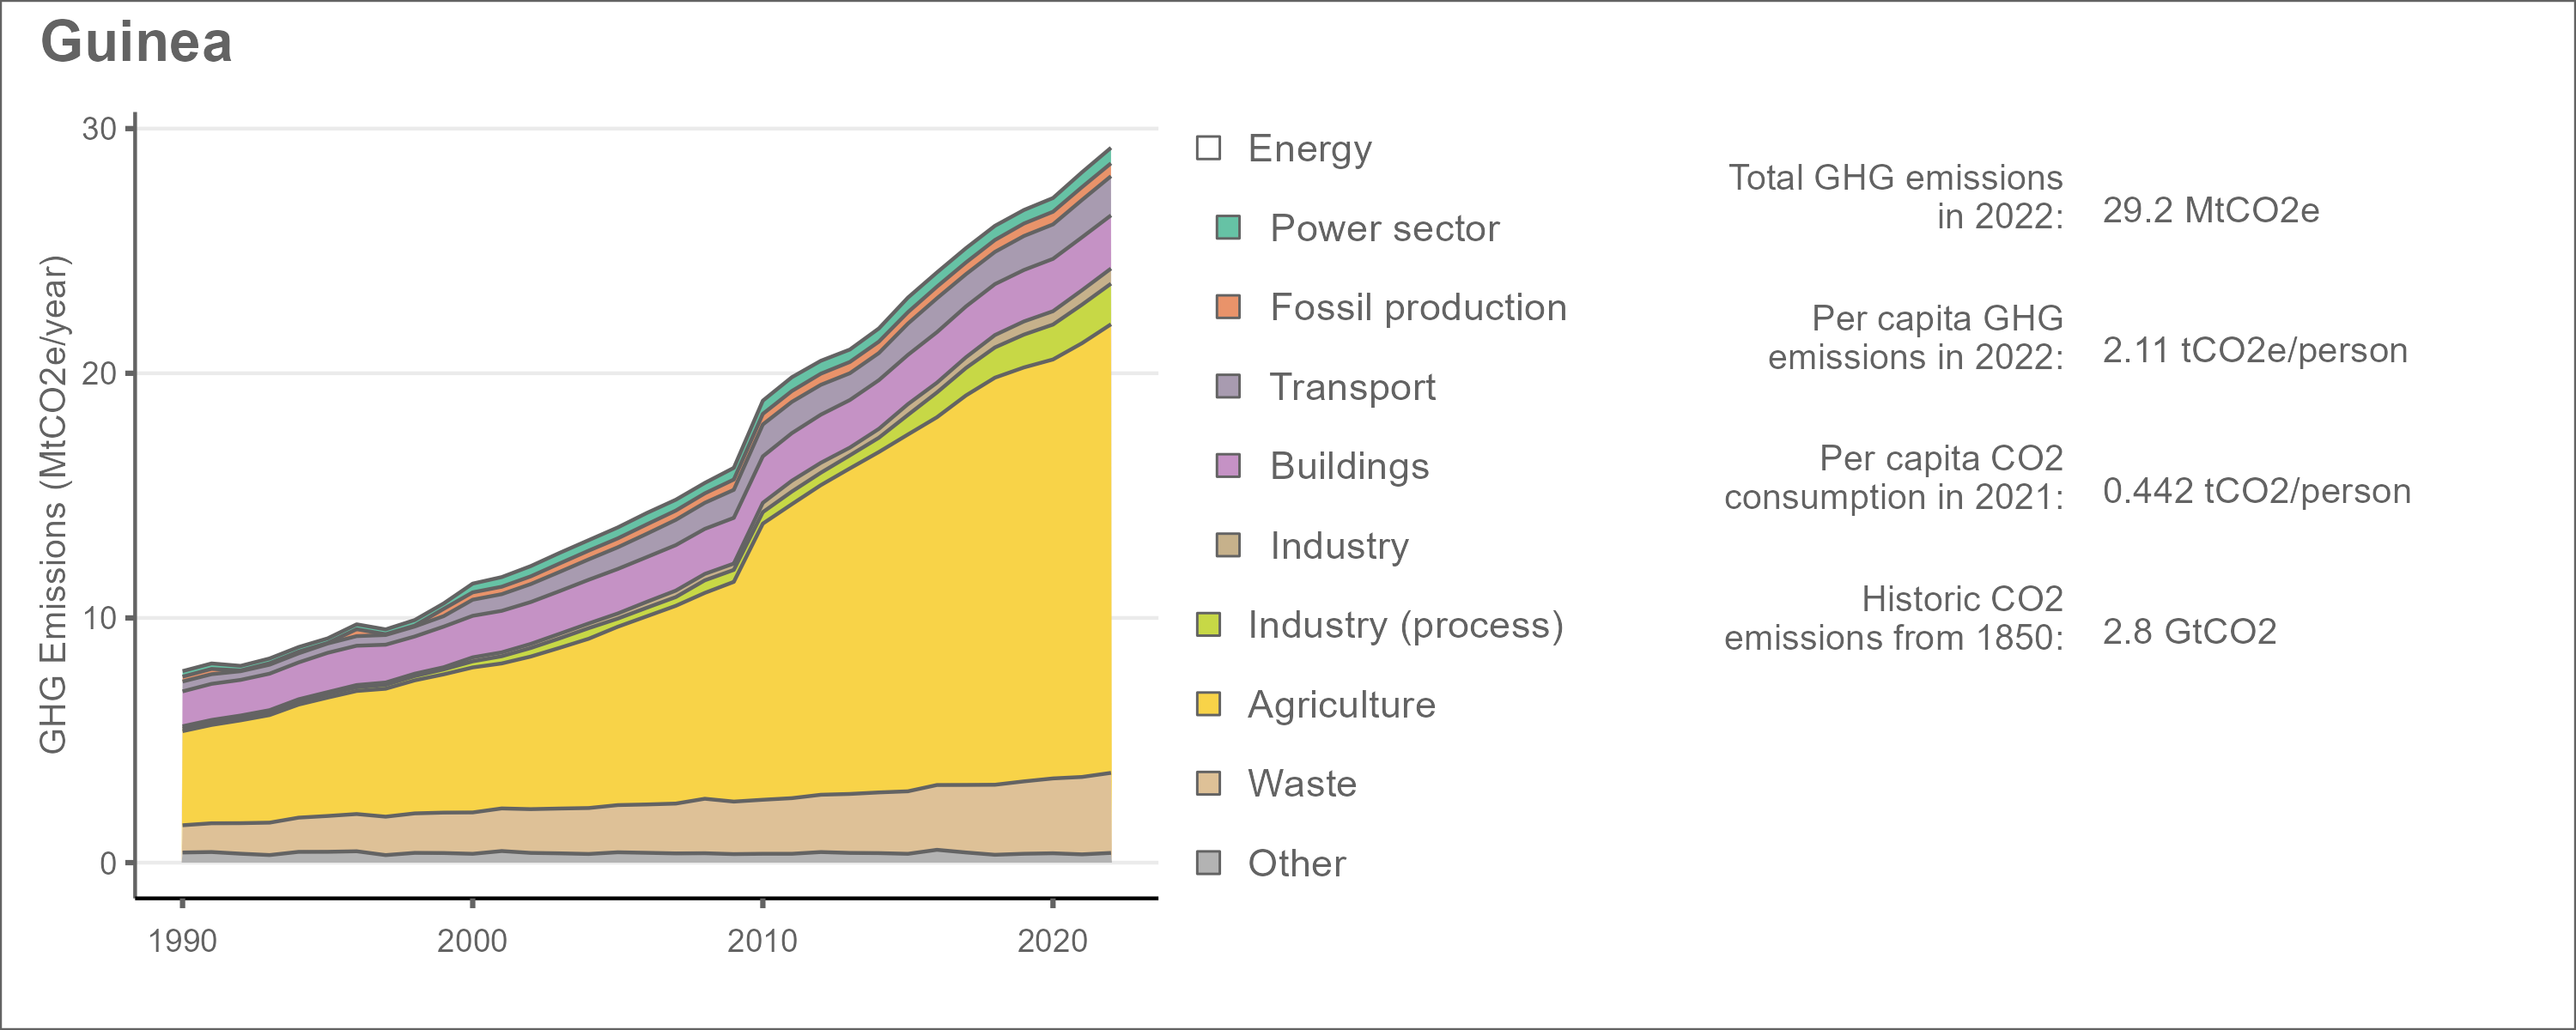 Guinea
GHG Emissions (MtCO2e/year)
30
20
10
0
1990
2000
2010
2020
Energy
Power sector
Fossil production
Transport
Buildings
Industry
Industry (process)
Agriculture
Waste
Other
Total GHG emissions
in 2022:
29.2 MtCO2e
Per capita GHG
emissions in 2022:
2.11 tCO2e/person
Per capita CO2
consumption in 2021:
0.442 tCO2/person
Historic CO2
emissions from 1850:
2.8 GtCO2